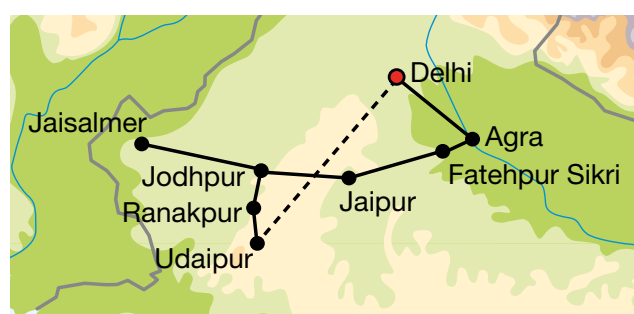 Delhi
Jaisalmer
Agra
Jodhpur
Fatehpur Sikri
Ranakpur
Jaipur
Udaipur